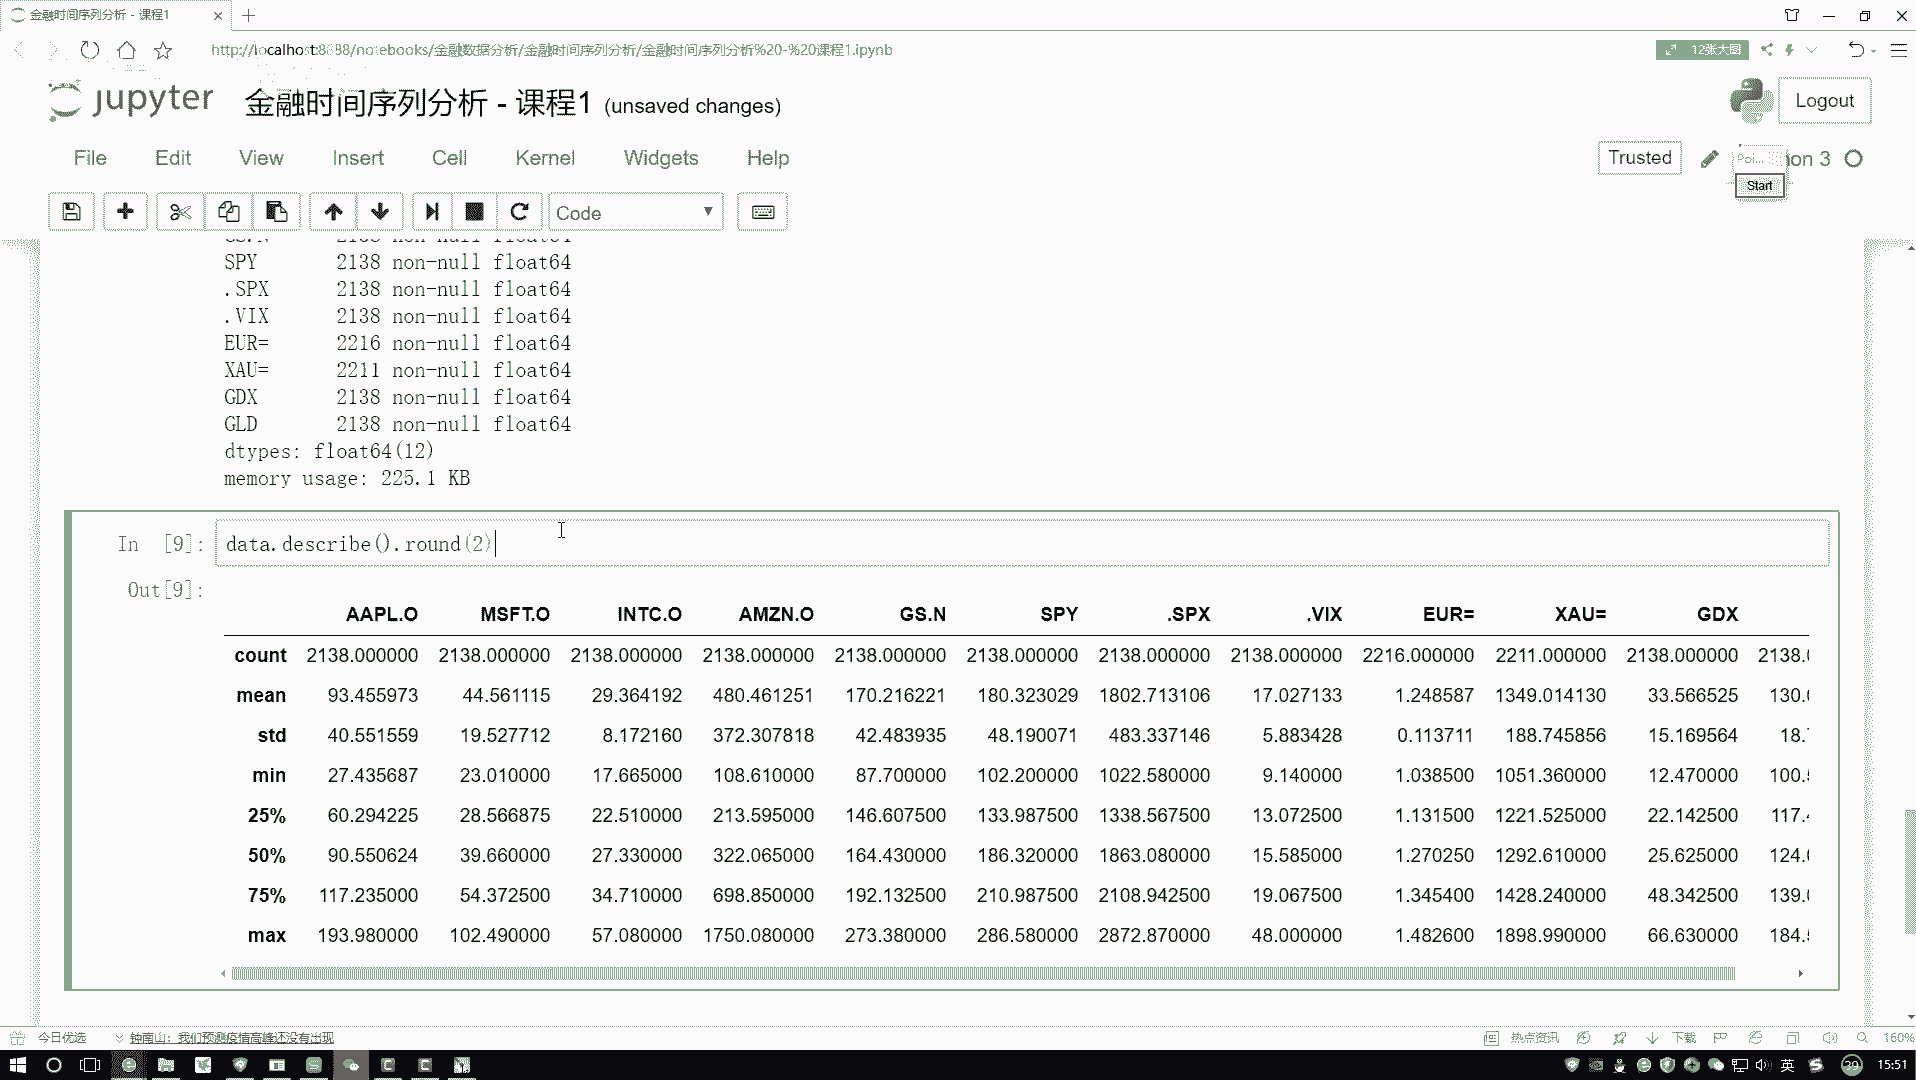 金融时间序列分析 - 课程1
http://localhost:8888/notebooks/金融数据分析/金融时间序列分析/金融时间序列分析%20-%20课程1.ipynb
12张大图
jupyter 金融时间序列分析 - 课程1 (unsaved changes)
Logout
File Edit View Insert Cell Kernel Widgets Help
Trusted
Poi...
on 3
Start
Code
SPY 2138 non-null float64
.SPX 2138 non-null float64
.VIX 2138 non-null float64
EUR= 2216 non-null float64
XAU= 2211 non-null float64
GDX 2138 non-null float64
GLD 2138 non-null float64
dtypes: float64(12)
memory usage: 225.1 KB
In [9]: data.describe().round(2)
Out[9]:
AAPL.O MSFT.O INTC.O AMZN.O GS.N SPY .SPX .VIX EUR= XAU= GDX
count 2138.000000 2138.000000 2138.000000 2138.000000 2138.000000 2138.000000 2138.000000 2138.000000 2216.000000 2211.000000 2138.000000 2138.
mean 93.455973 44.561115 29.364192 480.461251 170.216221 180.323029 1802.713106 17.027133 1.248587 1349.014130 33.566525 130.
std 40.551559 19.527712 8.172160 372.307818 42.483935 48.190071 483.337146 5.883428 0.113711 188.745856 15.169564 18.
min 27.435687 23.010000 17.665000 108.610000 87.700000 102.200000 1022.580000 9.140000 1.038500 1051.360000 12.470000 100.
25% 60.294225 28.566875 22.510000 213.595000 146.607500 133.987500 1338.567500 13.072500 1.131500 1221.525000 22.142500 117.
50% 90.550624 39.660000 27.330000 322.065000 164.430000 186.320000 1863.080000 15.585000 1.270250 1292.610000 25.625000 124.
75% 117.235000 54.372500 34.710000 698.850000 192.132500 210.987500 2108.942500 19.067500 1.345400 1428.240000 48.342500 139.
max 193.980000 102.490000 57.080000 1750.080000 273.380000 286.580000 2872.870000 48.000000 1.482600 1898.990000 66.630000 184.
今日优选
钟南山：我们预测疫情高峰还没有出现
热点资讯
下载
160%
英
39
15:51